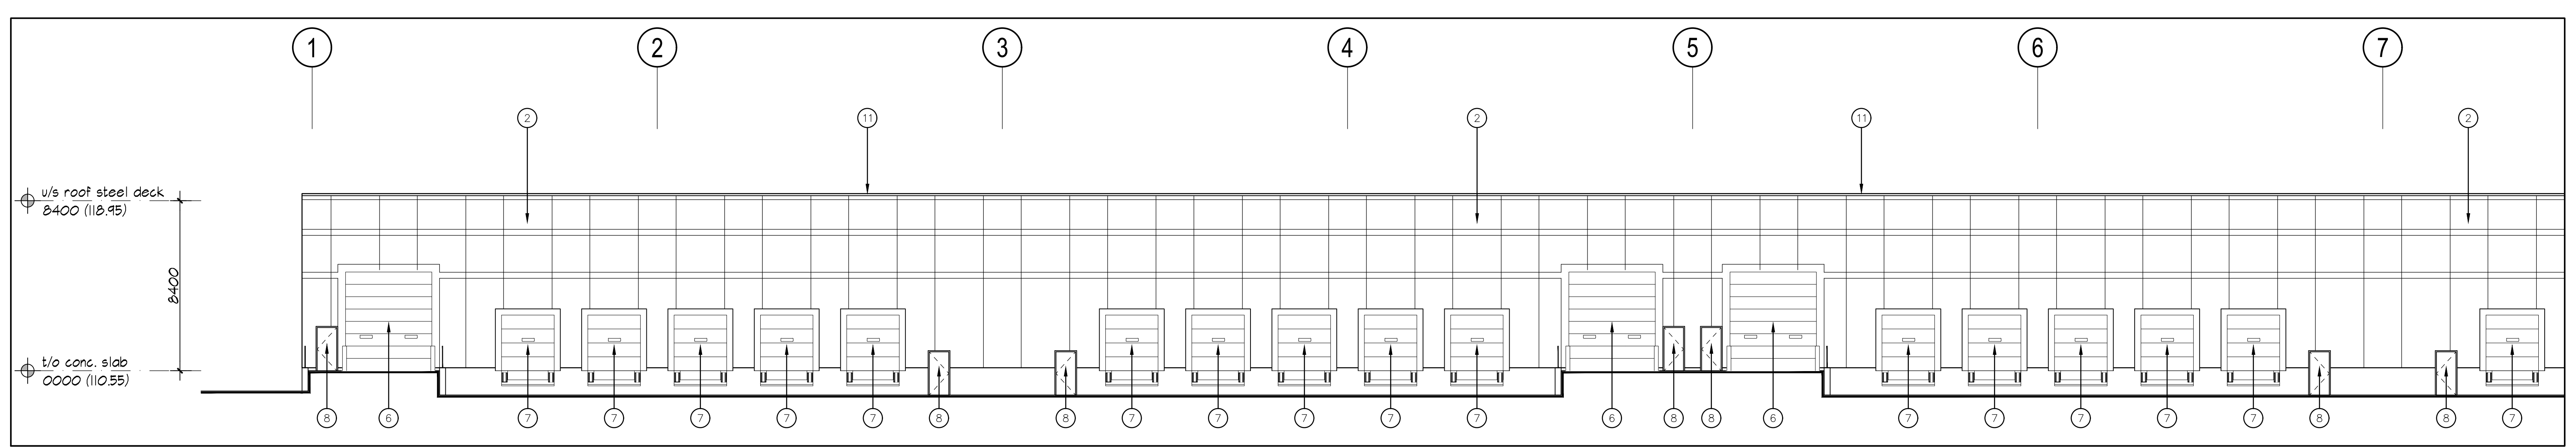 1 2 3 4 5 6 7
2 11 2 11 2
u/s roof steel deck
8400 (118.95)
8400
t/o conc. slab
0000 (110.55)
8 6 7 7 7 7 7 8 8 7 7 7 7 7 6 8 8 6 7 7 7 7 7 8 8 7